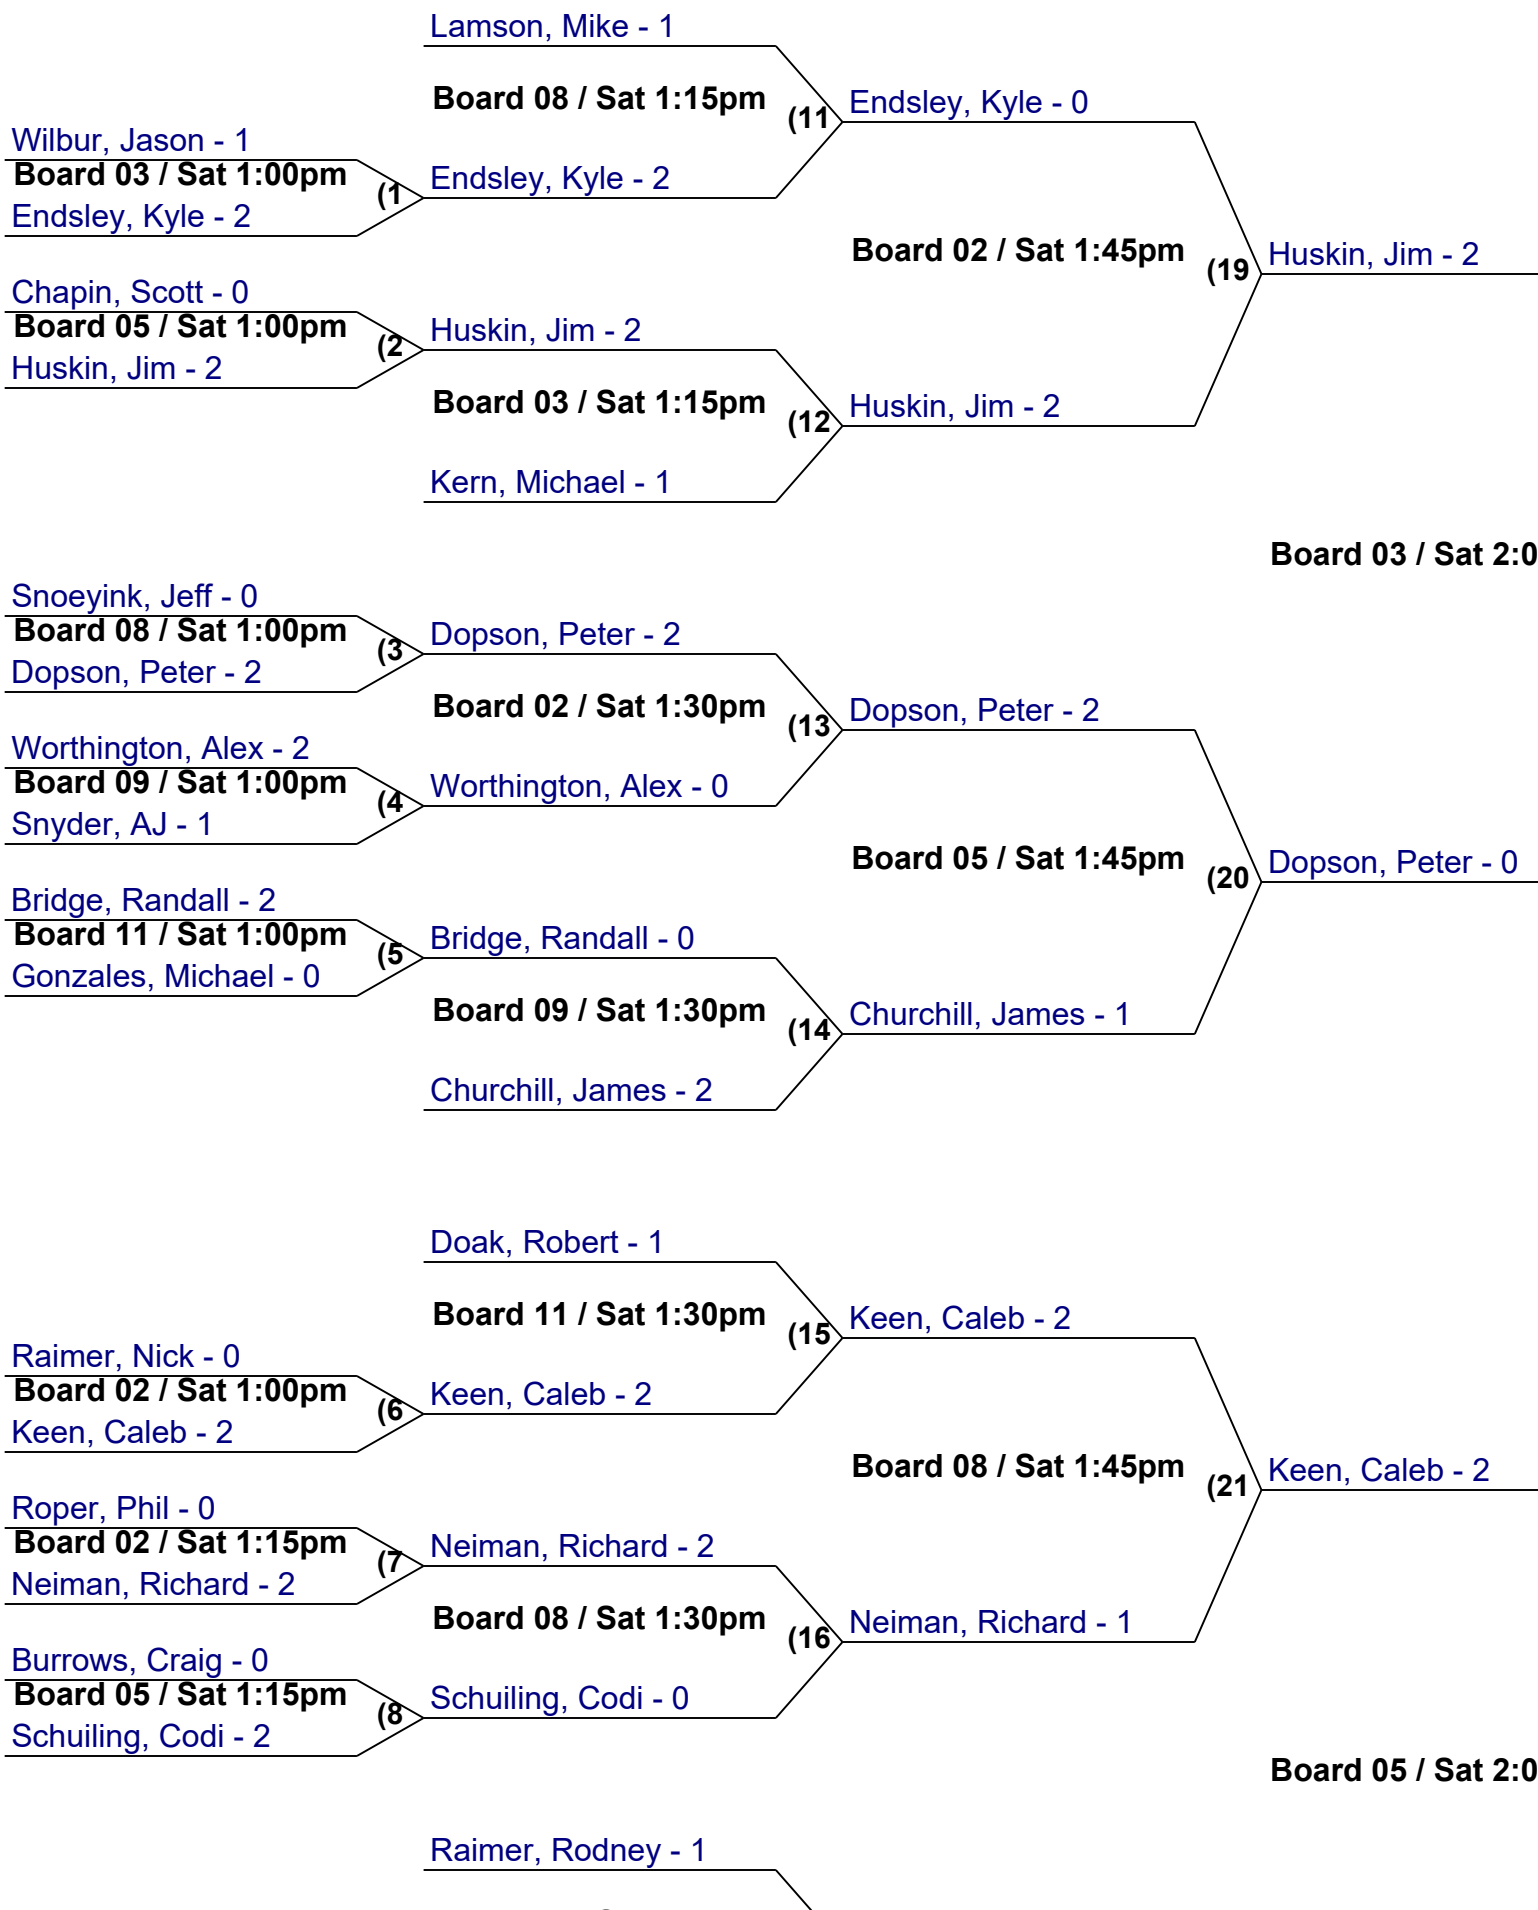 Lamson, Mike - 1
Board 08 / Sat 1:15pm
(11
Endsley, Kyle - 0
Wilbur, Jason - 1
Board 03 / Sat 1:00pm
(1
Endsley, Kyle - 2
Endsley, Kyle - 2
Board 02 / Sat 1:45pm
(19
Huskin, Jim - 2
Chapin, Scott - 0
Board 05 / Sat 1:00pm
(2
Huskin, Jim - 2
Huskin, Jim - 2
Board 03 / Sat 1:15pm
(12
Huskin, Jim - 2
Kern, Michael - 1
Board 03 / Sat 2:0
Snoeyink, Jeff - 0
Board 08 / Sat 1:00pm
(3
Dopson, Peter - 2
Dopson, Peter - 2
Board 02 / Sat 1:30pm
(13
Dopson, Peter - 2
Worthington, Alex - 2
Board 09 / Sat 1:00pm
(4
Worthington, Alex - 0
Snyder, AJ - 1
Board 05 / Sat 1:45pm
(20
Dopson, Peter - 0
Bridge, Randall - 2
Board 11 / Sat 1:00pm
(5
Bridge, Randall - 0
Gonzales, Michael - 0
Board 09 / Sat 1:30pm
(14
Churchill, James - 1
Churchill, James - 2
Doak, Robert - 1
Board 11 / Sat 1:30pm
(15
Keen, Caleb - 2
Raimer, Nick - 0
Board 02 / Sat 1:00pm
(6
Keen, Caleb - 2
Keen, Caleb - 2
Board 08 / Sat 1:45pm
(21
Keen, Caleb - 2
Roper, Phil - 0
Board 02 / Sat 1:15pm
(7
Neiman, Richard - 2
Neiman, Richard - 2
Board 08 / Sat 1:30pm
(16
Neiman, Richard - 1
Burrows, Craig - 0
Board 05 / Sat 1:15pm
(8
Schuiling, Codi - 0
Schuiling, Codi - 2
Board 05 / Sat 2:0
Raimer, Rodney - 1